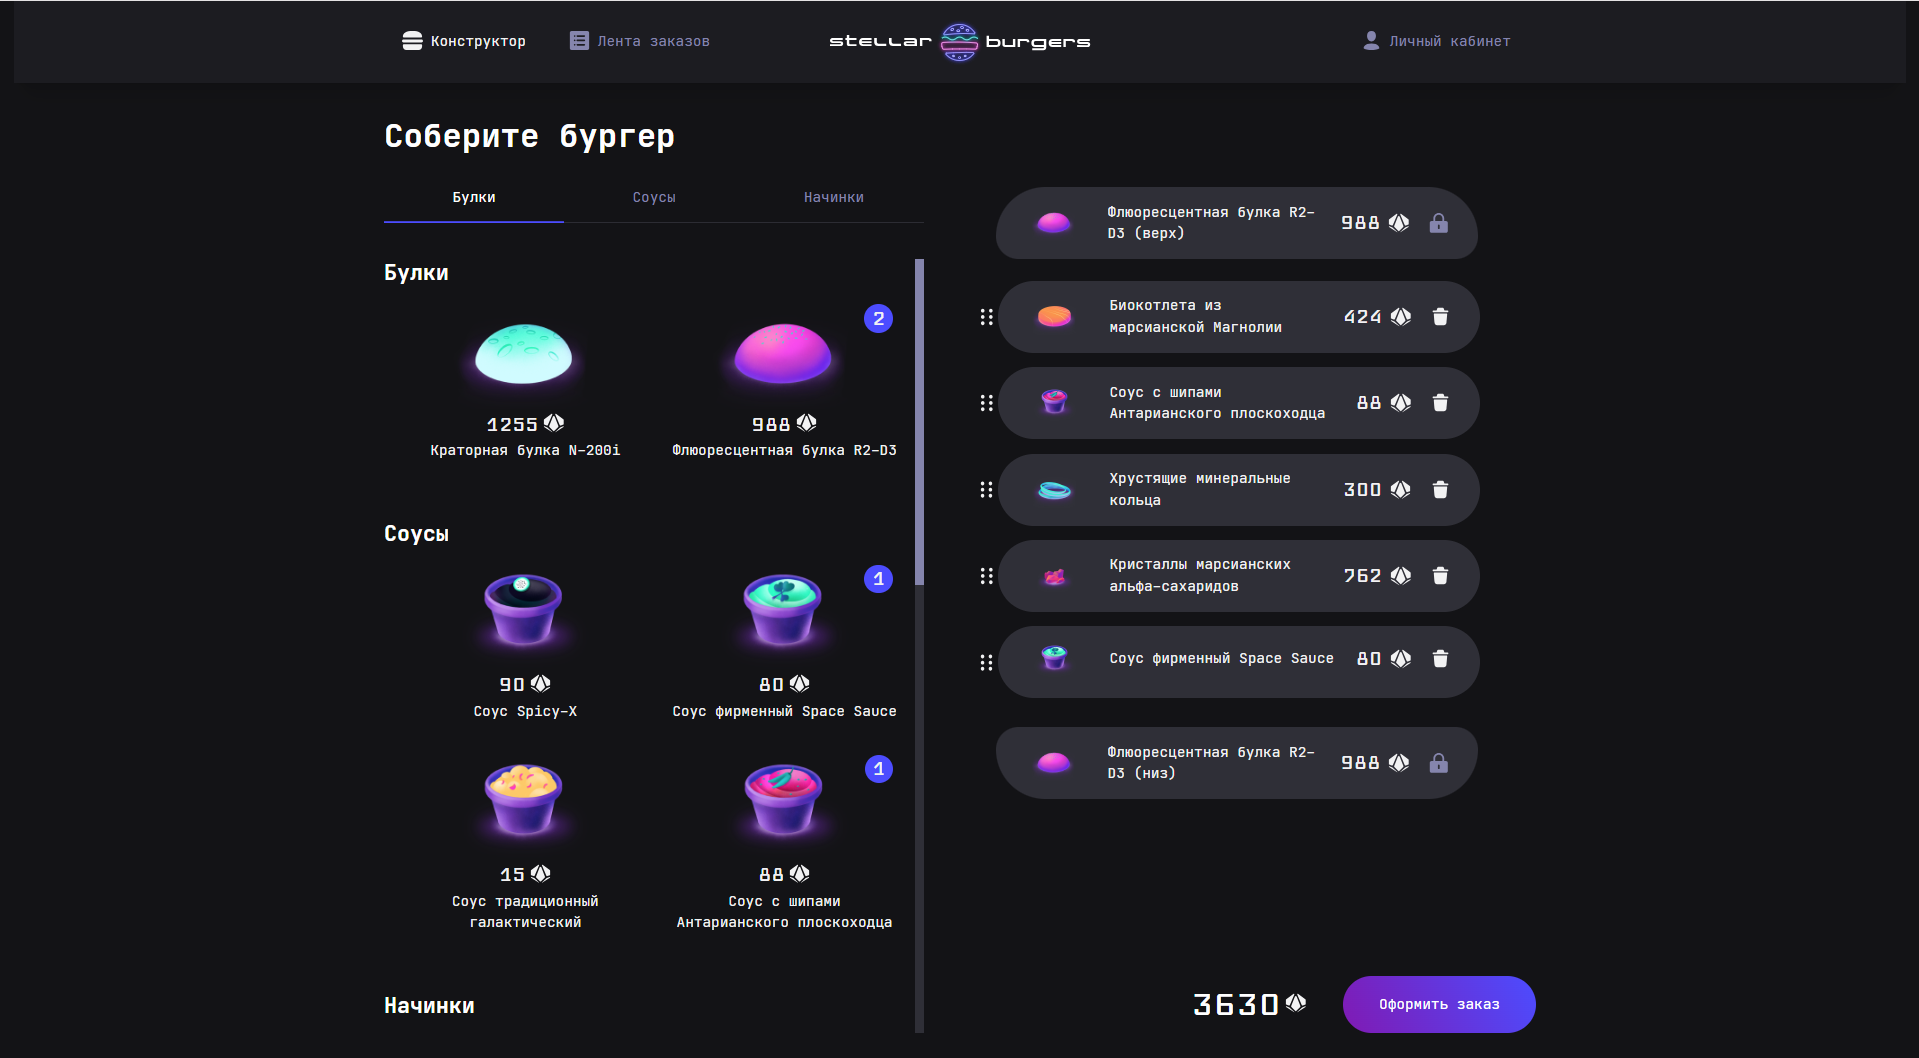 Конструктор
Лента заказов
stellar burgers
Личный кабинет
Соберите бургер
Булки
Соусы
Начинки
Булки
2
1255
Краторная булка N-200i
988
Флюоресцентная булка R2-D3
Соусы
1
90
Соус Spicy-X
80
Соус фирменный Space Sauce
1
15
Соус традиционный
галактический
88
Соус с шипами
Антарианского плоскоходца
Начинки
Флюоресцентная булка R2-
D3 (верх)
988
Биокотлета из
марсианской Магнолии
424
Соус с шипами
Антарианского плоскоходца
88
Хрустящие минеральные
кольца
300
Кристаллы марсианских
альфа-сахаридов
762
Соус фирменный Space Sauce
80
Флюоресцентная булка R2-
D3 (низ)
988
3630
Оформить заказ